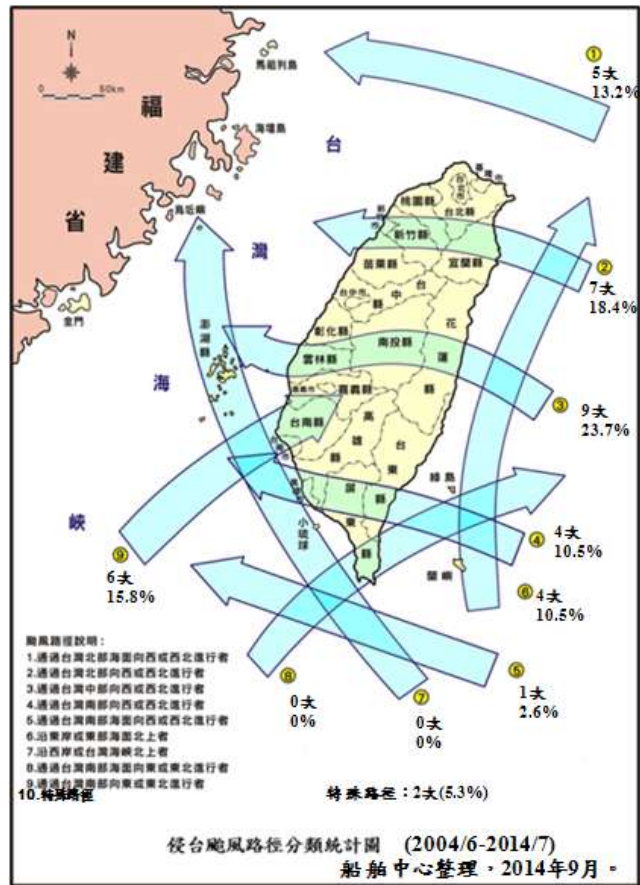 N
0 50km
馬祖列島
海壇島
福建省
烏坵嶼
金門
台灣海峽
澎湖縣
基隆市
台北市
桃園縣
台北縣
新竹市
新竹縣
苗栗縣
宜蘭縣
台中市
台中縣
彰化縣
南投縣
花蓮縣
雲林縣
嘉義市
嘉義縣
台南縣
台南市
高雄縣
高雄市
台東縣
屏東縣
綠島
蘭嶼
小琉球
①
5次
13.2%
②
7次
18.4%
③
9次
23.7%
④
4次
10.5%
⑥
4次
10.5%
⑤
1次
2.6%
⑦
0次
0%
⑧
0次
0%
⑨
6次
15.8%
颱風路徑說明：
1.通過台灣北部海面向西或西北進行者
2.通過台灣北部向西或西北進行者
3.通過台灣中部向西或西北進行者
4.通過台灣南部向西或西北進行者
5.通過台灣南部海面向西或西北進行者
6.沿東岸或東部海面北上者
7.沿西岸或台灣海峽北上者
8.通過台灣南部海面向東或東北進行者
9.通過台灣南部向東或東北進行者
10.特殊路徑
特殊路徑：2次(5.3%)
侵台颱風路徑分類統計圖 (2004/6-2014/7)
船舶中心整理，2014年9月。